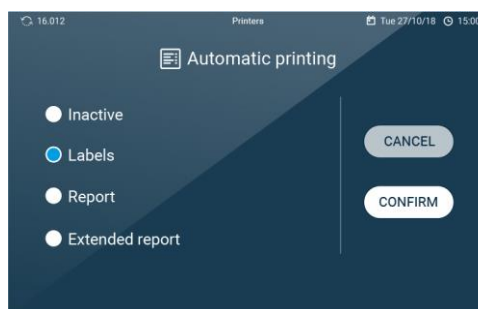 16.012 Printers Tue 27/10/18 15:00
Automatic printing
Inactive
Labels
Report
Extended report
CANCEL
CONFIRM